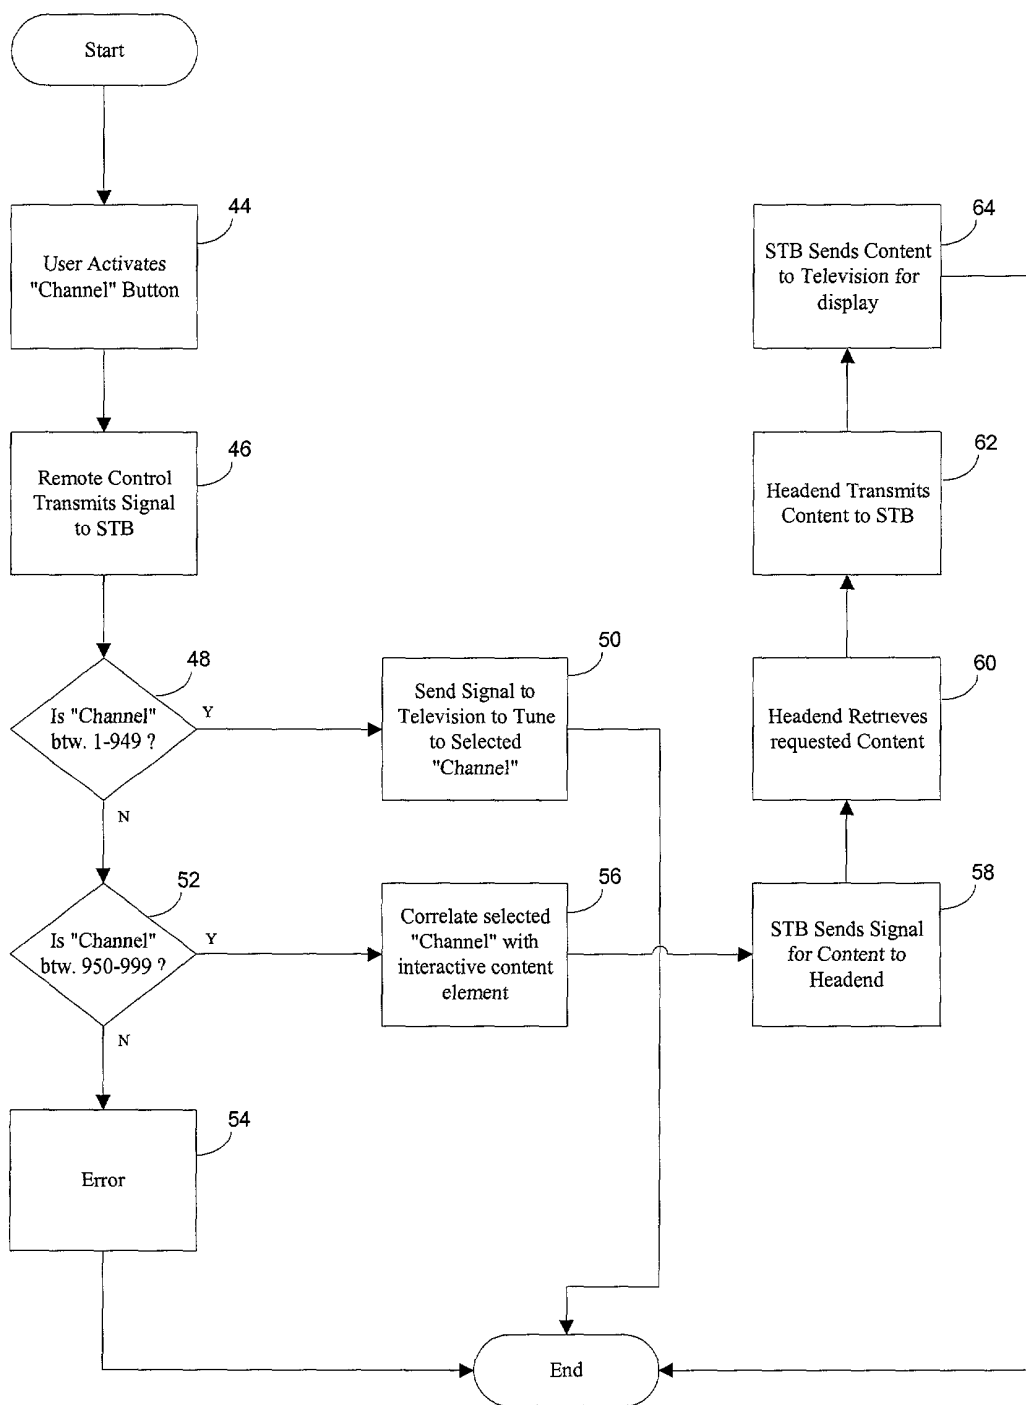 Start
44
User Activates
"Channel" Button
46
Remote Control
Transmits Signal
to STB
48
Is "Channel"
btw. 1-949 ?
Y
N
50
Send Signal to
Television to Tune
to Selected
"Channel"
52
Is "Channel"
btw. 950-999 ?
Y
N
54
Error
56
Correlate selected
"Channel" with
interactive content
element
58
STB Sends Signal
for Content to
Headend
60
Headend Retrieves
requested Content
62
Headend Transmits
Content to STB
64
STB Sends Content
to Television for
display
End